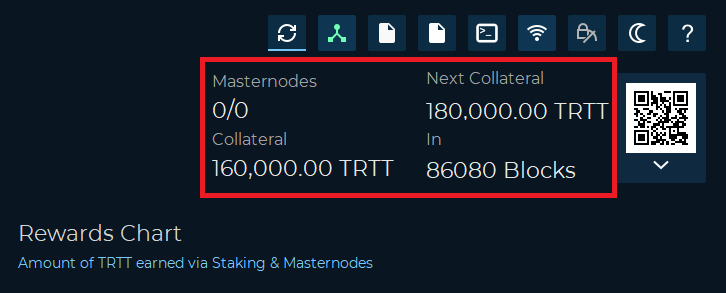 Masternodes
0/0
Collateral
160,000.00 TRTT
Next Collateral
180,000.00 TRTT
In
86080 Blocks
Rewards Chart
Amount of TRTT earned via Staking & Masternodes